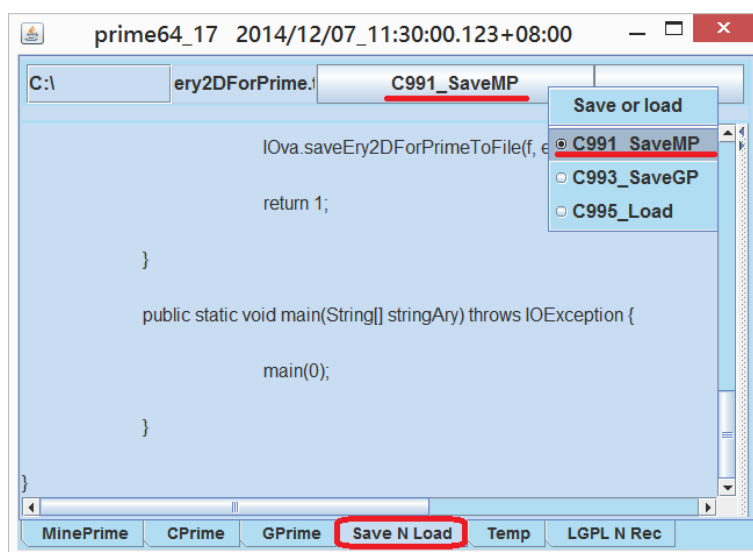 prime64_17 2014/12/07_11:30:00.123+08:00
C:\ ery2DForPrime. C991_SaveMP
Save or load
C991_SaveMP
C993_SaveGP
C995_Load
IOva.saveEry2DForPrimeToFile(f, e
return 1;
}
public static void main(String[] stringAry) throws IOException {
main(0);
}
}
MinePrime CPrime GPrime Save N Load Temp LGPL N Rec